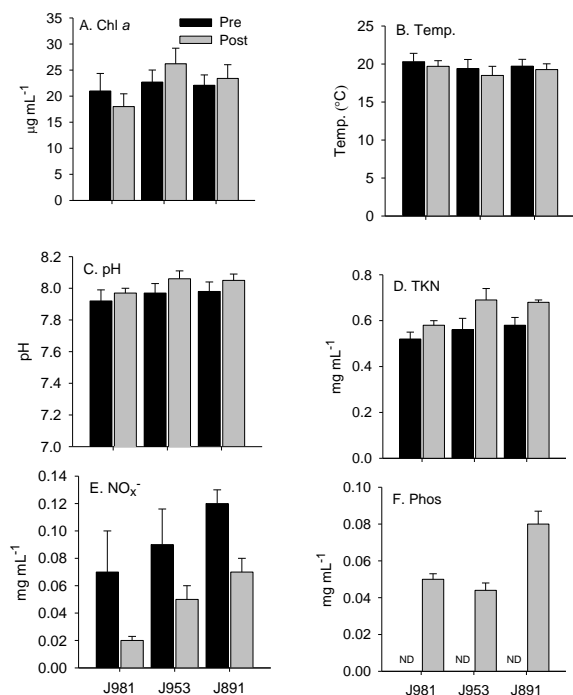 A. Chl a
Pre
Post
35
30
25
20
15
10
5
0
µg mL-1
B. Temp.
25
20
15
10
5
0
Temp. (°C)
C. pH
8.2
8.0
7.8
7.6
7.4
7.2
7.0
pH
D. TKN
0.8
0.6
0.4
0.2
0.0
mg mL-1
E. NOx-
0.14
0.12
0.10
0.08
0.06
0.04
0.02
0.00
mg mL-1
J981 J953 J891
F. Phos
0.10
0.08
0.06
0.04
0.02
0.00
mg mL-1
ND ND ND
J981 J953 J891